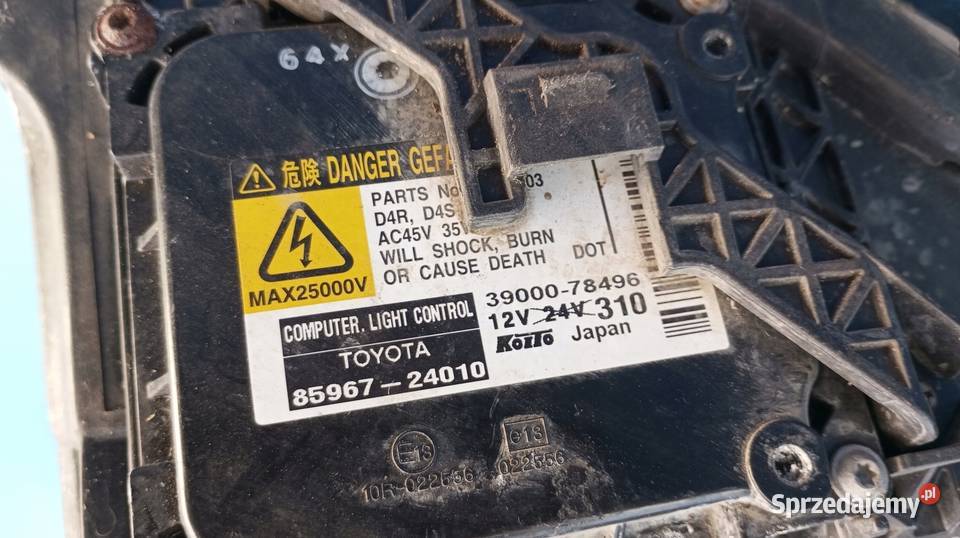 64X
危険 DANGER GEFA
PARTS No 03
D4R, D4S
AC45V 35
WILL SHOCK, BURN
OR CAUSE DEATH DOT
MAX25000V
39000-78496
12V 24V 310
KOITO Japan
COMPUTER, LIGHT CONTROL
TOYOTA
85967-24010
E13 e13
10R-022556 022556
Sprzedajemy.pl